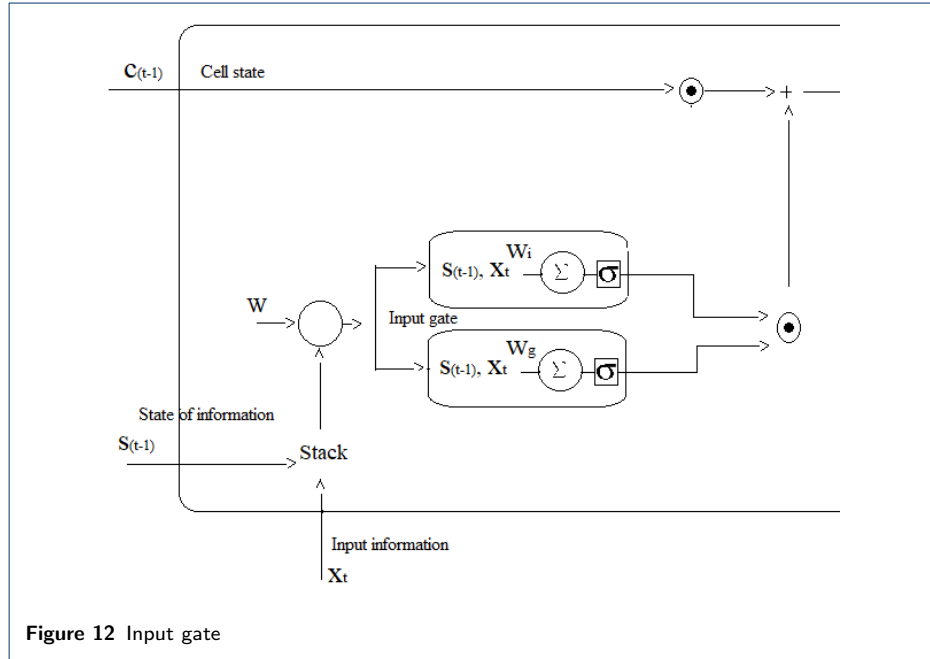 C(t-1) Cell state
+
Wi
S(t-1), Xt Σ σ
W
Input gate
Wg
S(t-1), Xt Σ σ
State of information
S(t-1)
Stack
Input information
Xt
Figure 12 Input gate